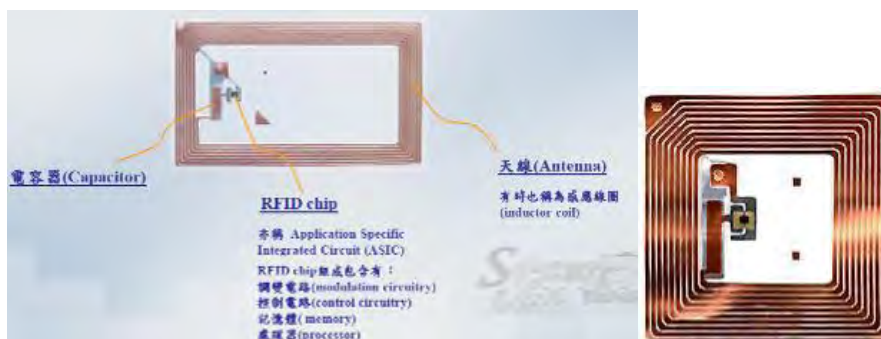 電容器(Capacitor)
RFID chip
亦稱 Application Specific
Integrated Circuit (ASIC)
RFID chip組成包含有：
調變電路(modulation circuitry)
控制電路(control circuitry)
記憶體( memory)
處理器(processor)
天線(Antenna)
有時也稱為感應線圈
(inductor coil)